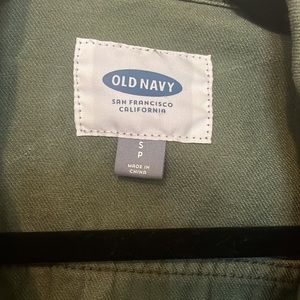 OLD NAVY
SAN FRANCISCO
CALIFORNIA
S
P
MADE IN
CHINA